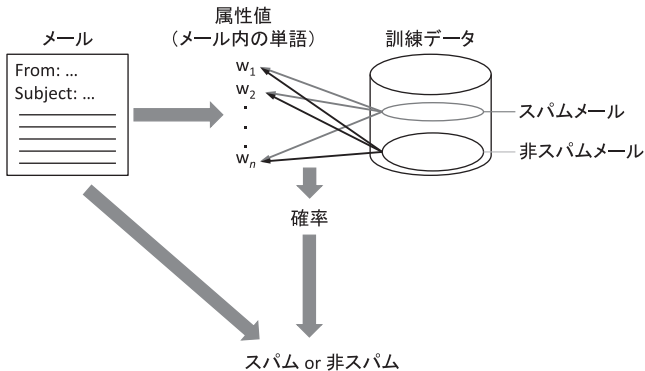 メール
属性値
（メール内の単語）
訓練データ
From: ...
Subject: ...
w1
w2
.
.
.
wn
スパムメール
非スパムメール
確率
スパム or 非スパム